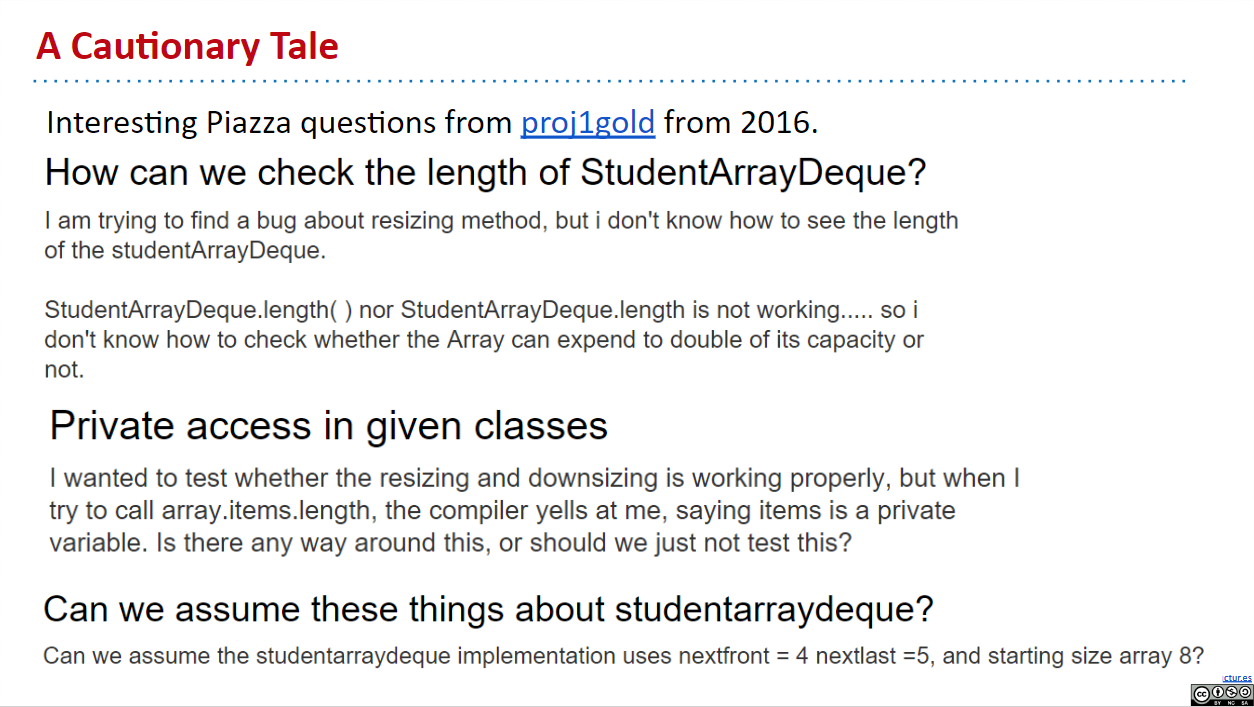 A Cautionary Tale
Interesting Piazza questions from proj1gold from 2016.
How can we check the length of StudentArrayDeque?
I am trying to find a bug about resizing method, but i don't know how to see the length
of the studentArrayDeque.
StudentArrayDeque.length( ) nor StudentArrayDeque.length is not working..... so i
don't know how to check whether the Array can expend to double of its capacity or
not.
Private access in given classes
I wanted to test whether the resizing and downsizing is working properly, but when I
try to call array.items.length, the compiler yells at me, saying items is a private
variable. Is there any way around this, or should we just not test this?
Can we assume these things about studentarraydeque?
Can we assume the studentarraydeque implementation uses nextfront = 4 nextlast =5, and starting size array 8?
ctur.es
cc
BY NC SA